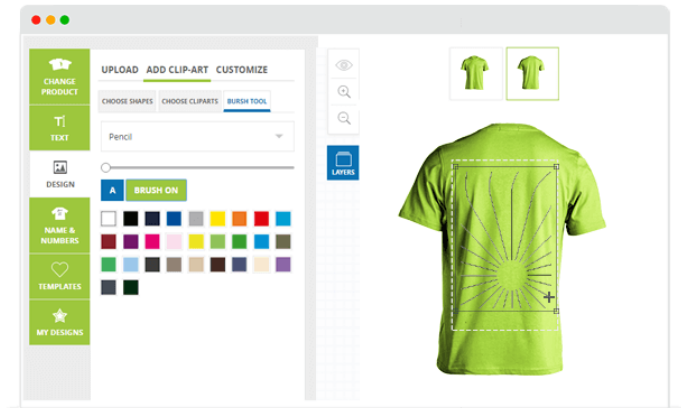 CHANGE
PRODUCT
T|
TEXT
DESIGN
NAME &
NUMBERS
TEMPLATES
MY DESIGNS
UPLOAD ADD CLIP-ART CUSTOMIZE
CHOOSE SHAPES CHOOSE CLIPARTS BURSH TOOL
Pencil
A BRUSH ON
LAYERS